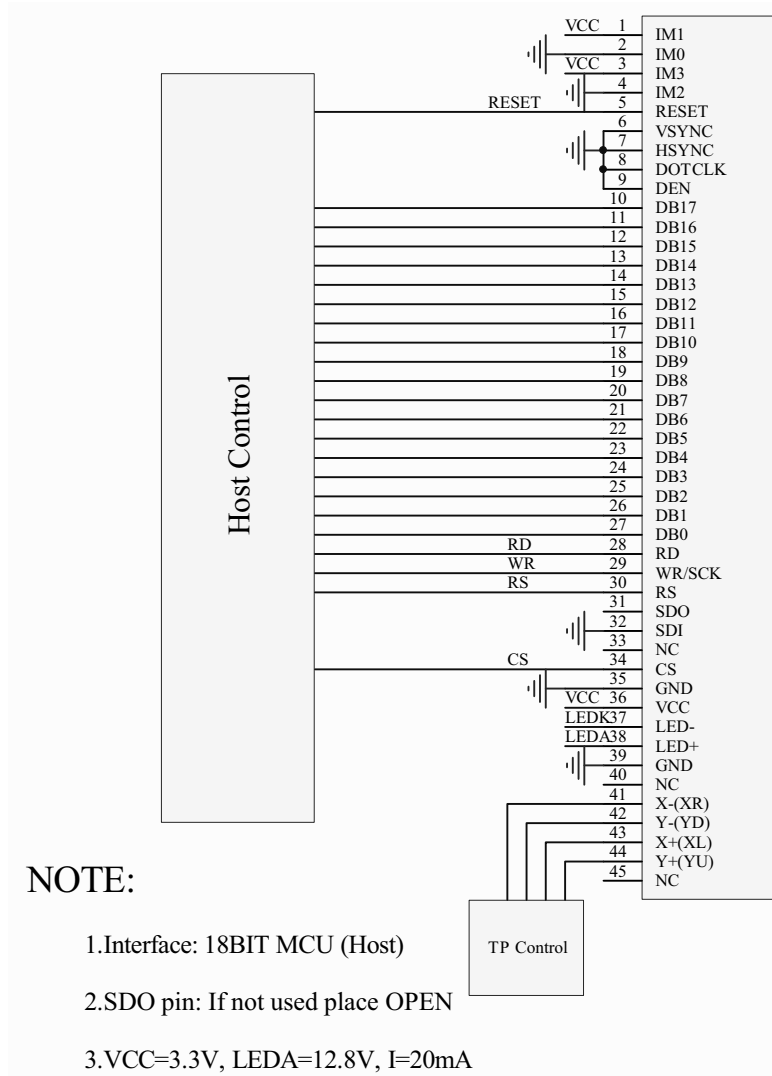 VCC 1 IM1
2 IM0
VCC 3 IM3
4 IM2
RESET 5 RESET
6 VSYNC
7 HSYNC
8 DOTCLK
9 DEN
10 DB17
11 DB16
12 DB15
13 DB14
14 DB13
15 DB12
16 DB11
17 DB10
18 DB9
19 DB8
20 DB7
21 DB6
22 DB5
23 DB4
24 DB3
25 DB2
26 DB1
27 DB0
RD 28 RD
WR 29 WR/SCK
RS 30 RS
31 SDO
32 SDI
33 NC
CS 34 CS
35 GND
VCC 36 VCC
LEDK 37 LED-
LEDA 38 LED+
39 GND
40 NC
41 X-(XR)
42 Y-(YD)
43 X+(XL)
44 Y+(YU)
45 NC
Host Control
TP Control
NOTE:
1.Interface: 18BIT MCU (Host)
2.SDO pin: If not used place OPEN
3.VCC=3.3V, LEDA=12.8V, I=20mA